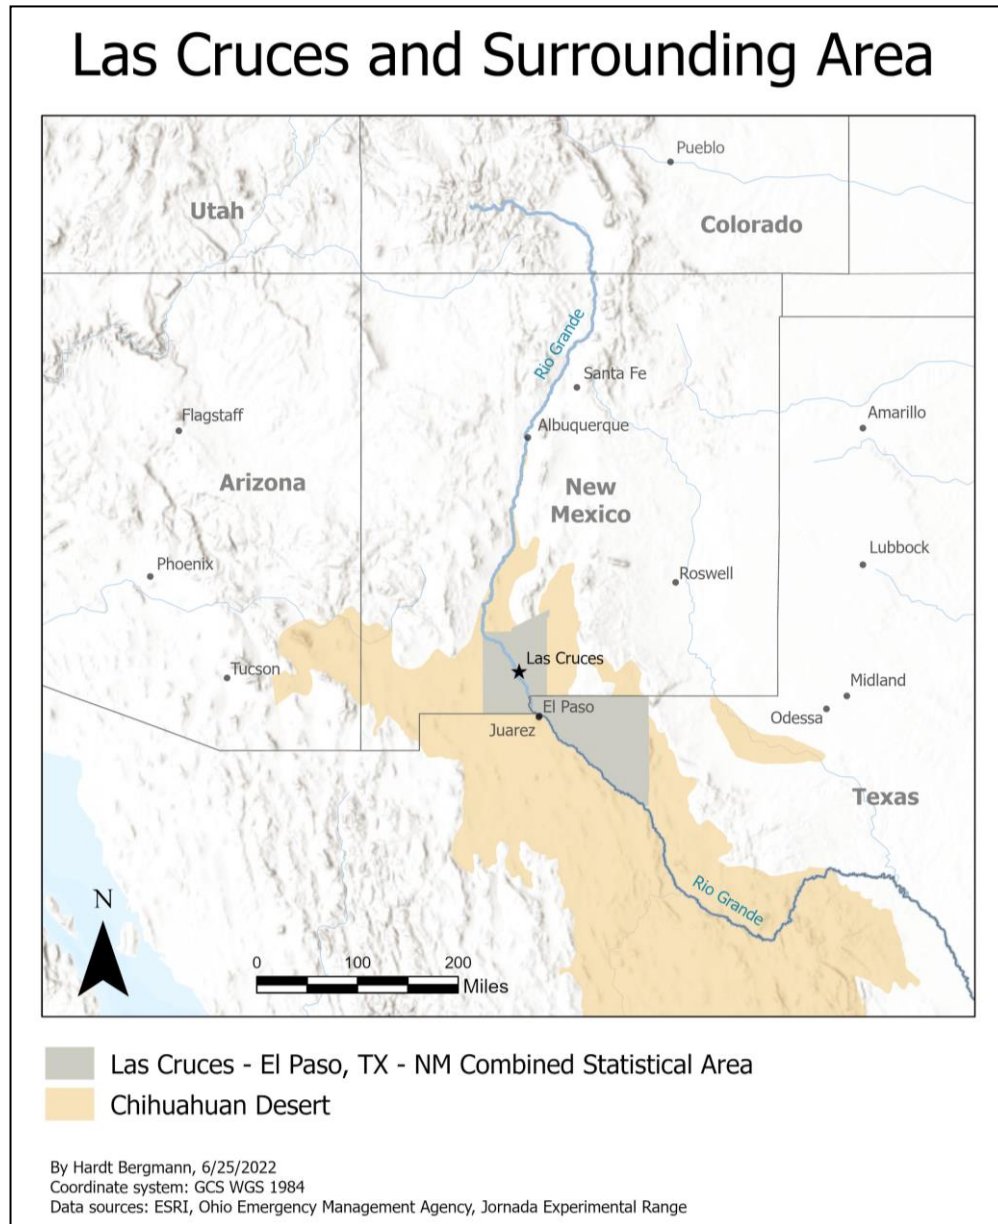 Las Cruces and Surrounding Area
Pueblo
Utah
Colorado
Rio Grande
Santa Fe
Flagstaff
Amarillo
Albuquerque
Arizona
New
Mexico
Lubbock
Phoenix
Roswell
Las Cruces
Tucson
Midland
El Paso
Odessa
Juarez
Texas
Rio Grande
N
0 100 200
Miles
Las Cruces - El Paso, TX - NM Combined Statistical Area
Chihuahuan Desert
By Hardt Bergmann, 6/25/2022
Coordinate system: GCS WGS 1984
Data sources: ESRI, Ohio Emergency Management Agency, Jornada Experimental Range